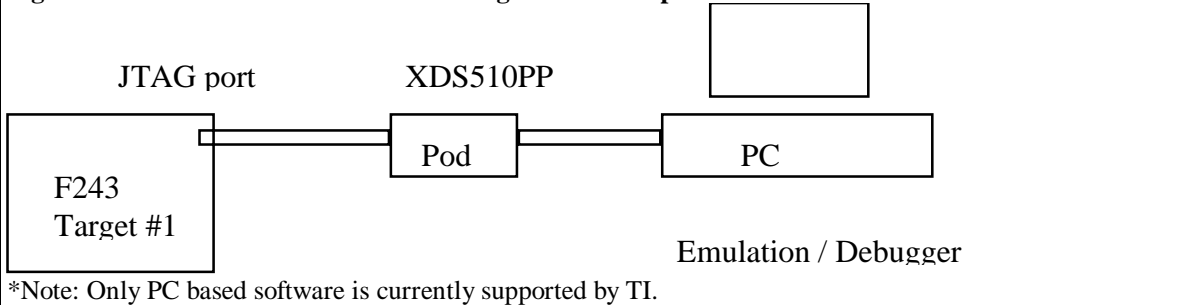 JTAG port XDS510PP
Pod PC
F243
Target #1
Emulation / Debugger
*Note: Only PC based software is currently supported by TI.